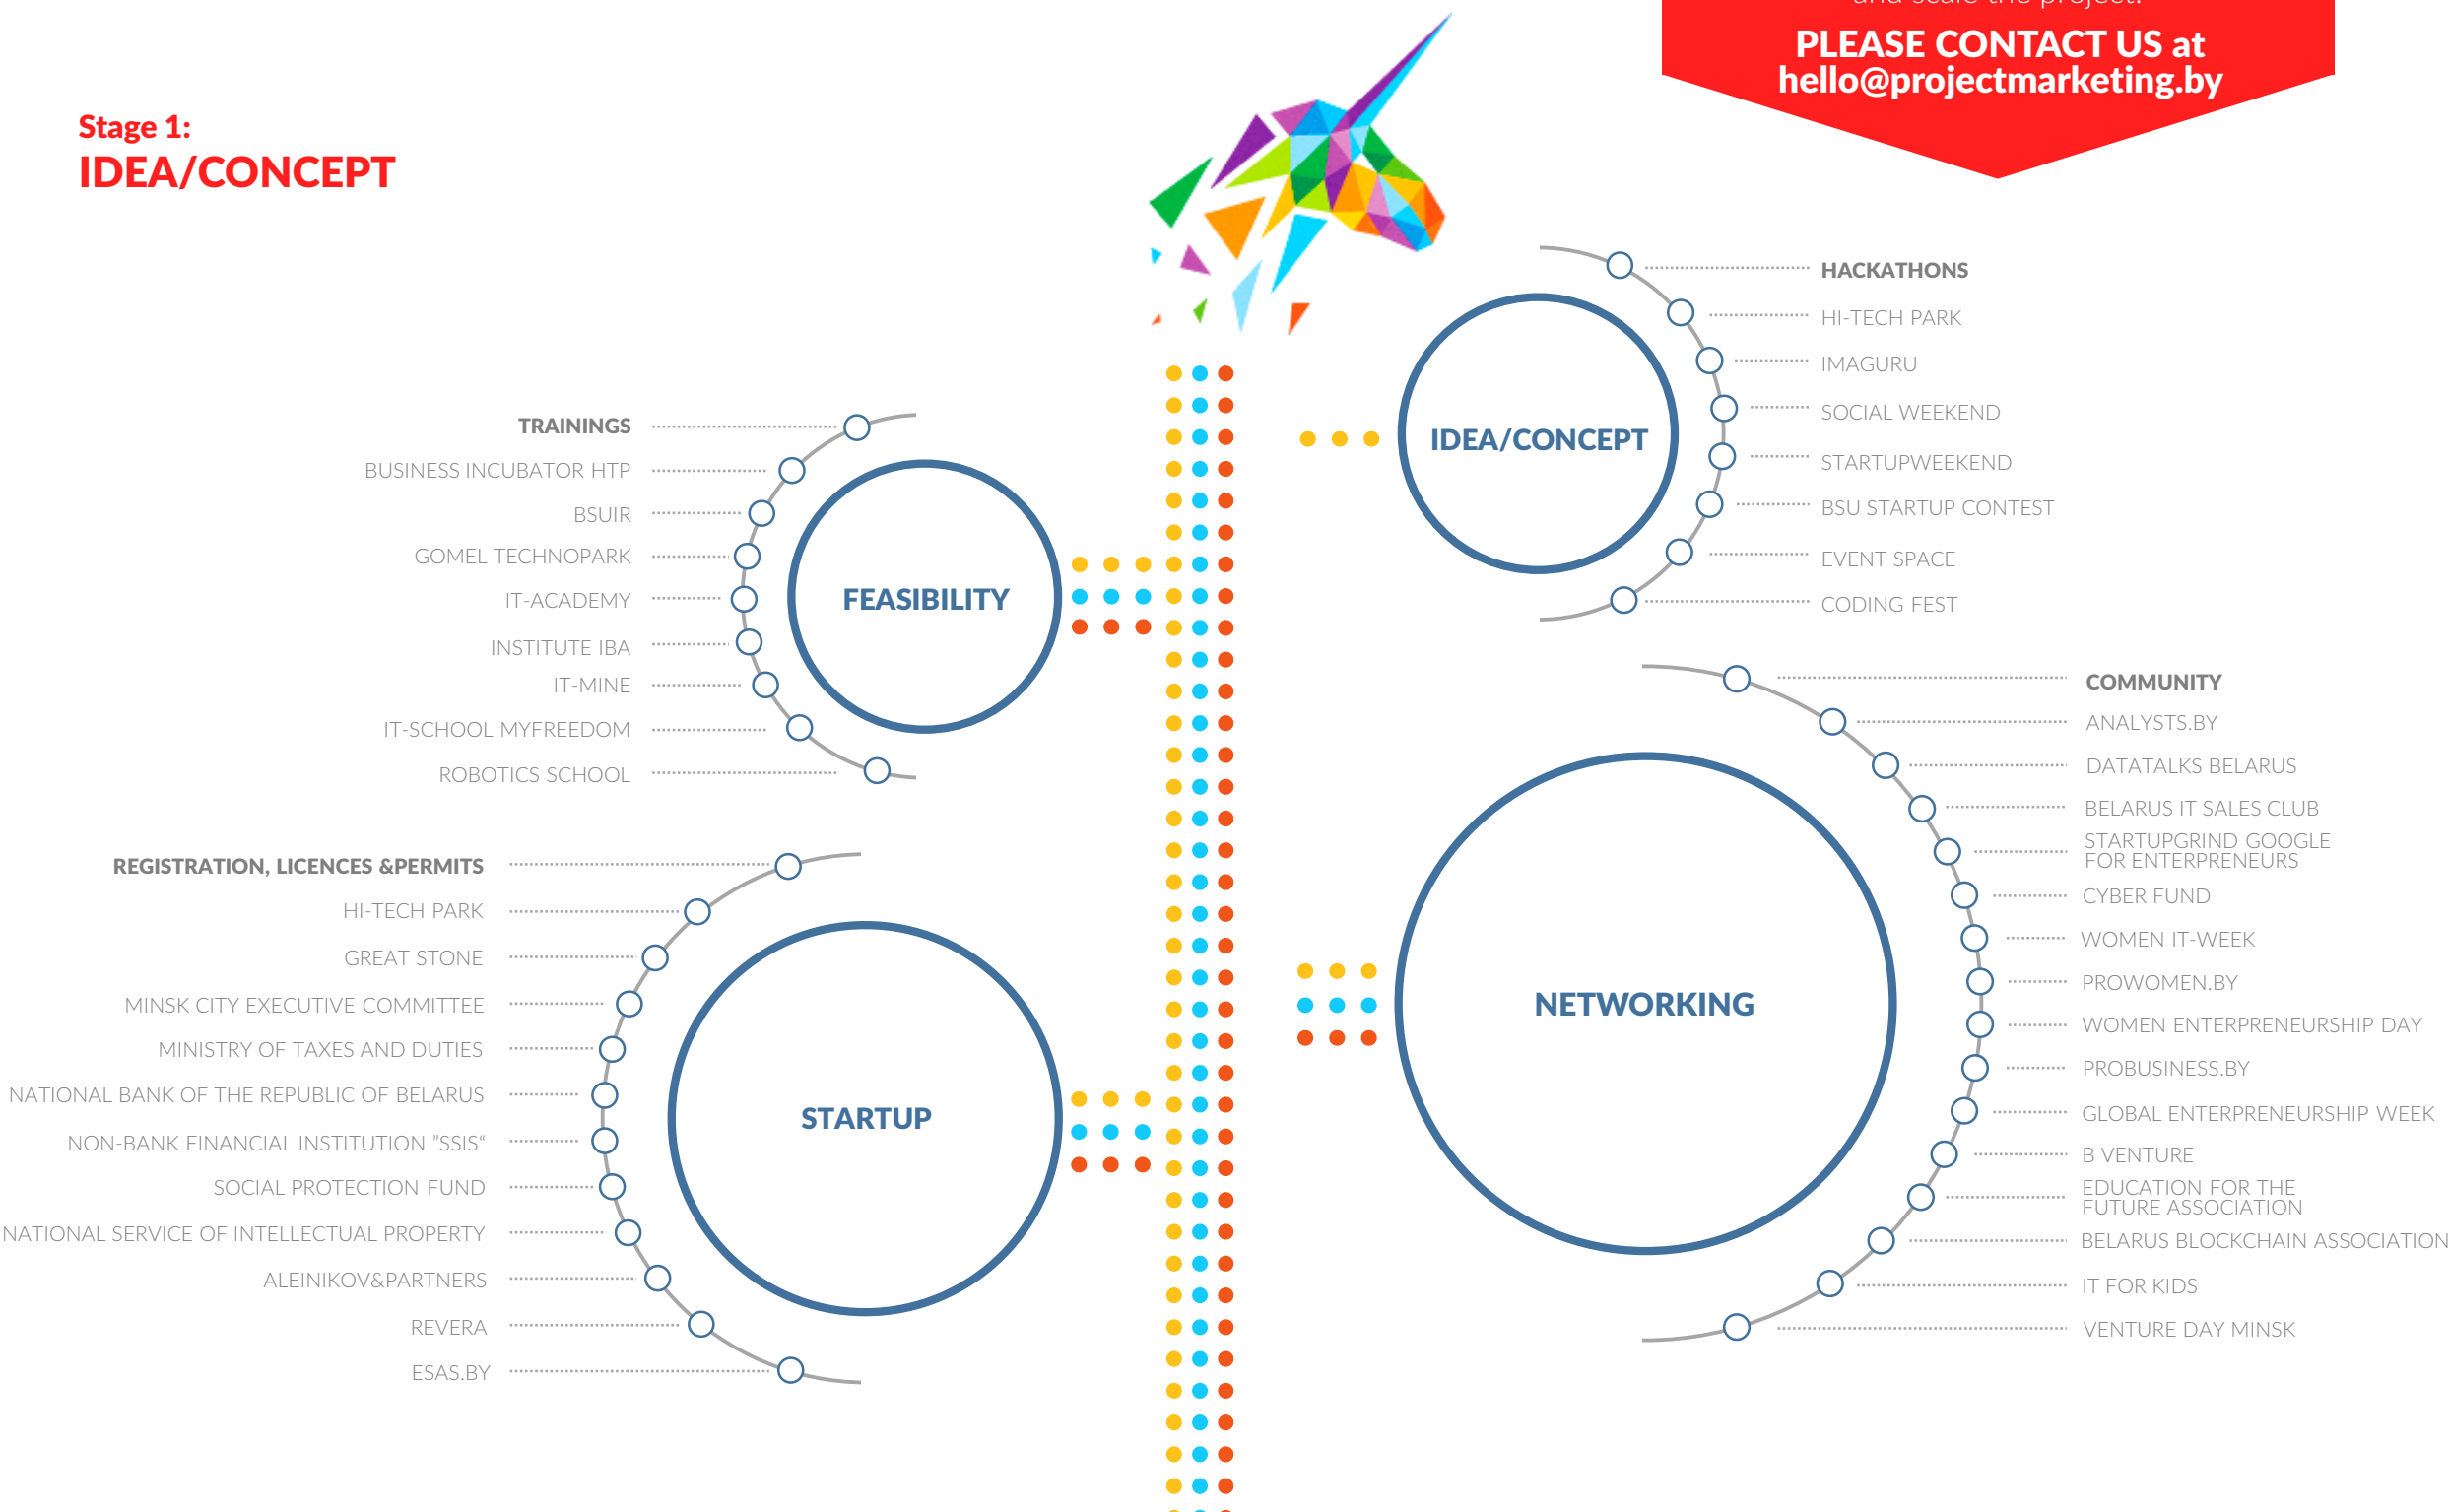 and scale the project.
PLEASE CONTACT US at
hello@projectmarketing.by
Stage 1:
IDEA/CONCEPT
IDEA/CONCEPT
HACKATHONS
HI-TECH PARK
IMAGURU
SOCIAL WEEKEND
STARTUPWEEKEND
BSU STARTUP CONTEST
EVENT SPACE
CODING FEST
TRAININGS
BUSINESS INCUBATOR HTP
BSUIR
GOMEL TECHNOPARK
IT-ACADEMY
INSTITUTE IBA
IT-MINE
IT-SCHOOL MYFREEDOM
ROBOTICS SCHOOL
FEASIBILITY
COMMUNITY
ANALYSTS.BY
DATATALKS BELARUS
BELARUS IT SALES CLUB
STARTUPGRIND GOOGLE
FOR ENTERPRENEURS
CYBER FUND
WOMEN IT-WEEK
PROWOMEN.BY
WOMEN ENTERPRENEURSHIP DAY
PROBUSINESS.BY
GLOBAL ENTERPRENEURSHIP WEEK
B VENTURE
EDUCATION FOR THE
FUTURE ASSOCIATION
BELARUS BLOCKCHAIN ASSOCIATION
IT FOR KIDS
VENTURE DAY MINSK
NETWORKING
REGISTRATION, LICENCES &PERMITS
HI-TECH PARK
GREAT STONE
MINSK CITY EXECUTIVE COMMITTEE
MINISTRY OF TAXES AND DUTIES
NATIONAL BANK OF THE REPUBLIC OF BELARUS
NON-BANK FINANCIAL INSTITUTION ”SSIS“
SOCIAL PROTECTION FUND
NATIONAL SERVICE OF INTELLECTUAL PROPERTY
ALEINIKOV&PARTNERS
REVERA
ESAS.BY
STARTUP